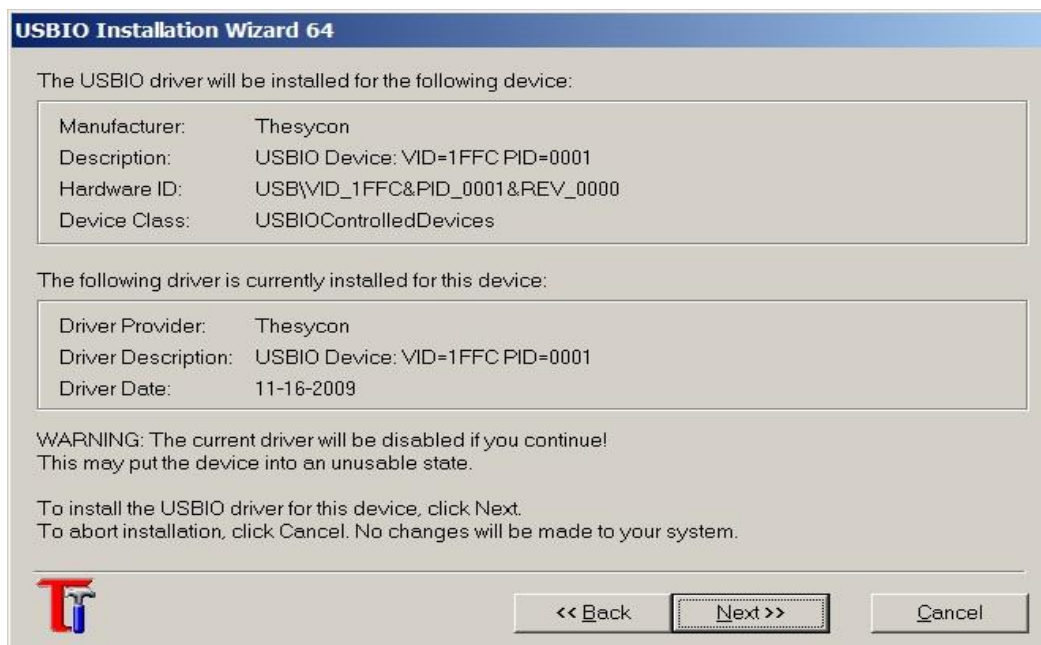 USBIO Installation Wizard 64
The USBIO driver will be installed for the following device:
Manufacturer: Thesycon
Description: USBIO Device: VID=1FFC PID=0001
Hardware ID: USB\VID_1FFC&PID_0001&REV_0000
Device Class: USBIOControlledDevices
The following driver is currently installed for this device:
Driver Provider: Thesycon
Driver Description: USBIO Device: VID=1FFC PID=0001
Driver Date: 11-16-2009
WARNING: The current driver will be disabled if you continue!
This may put the device into an unusable state.
To install the USBIO driver for this device, click Next.
To abort installation, click Cancel. No changes will be made to your system.
<< Back Next >> Cancel